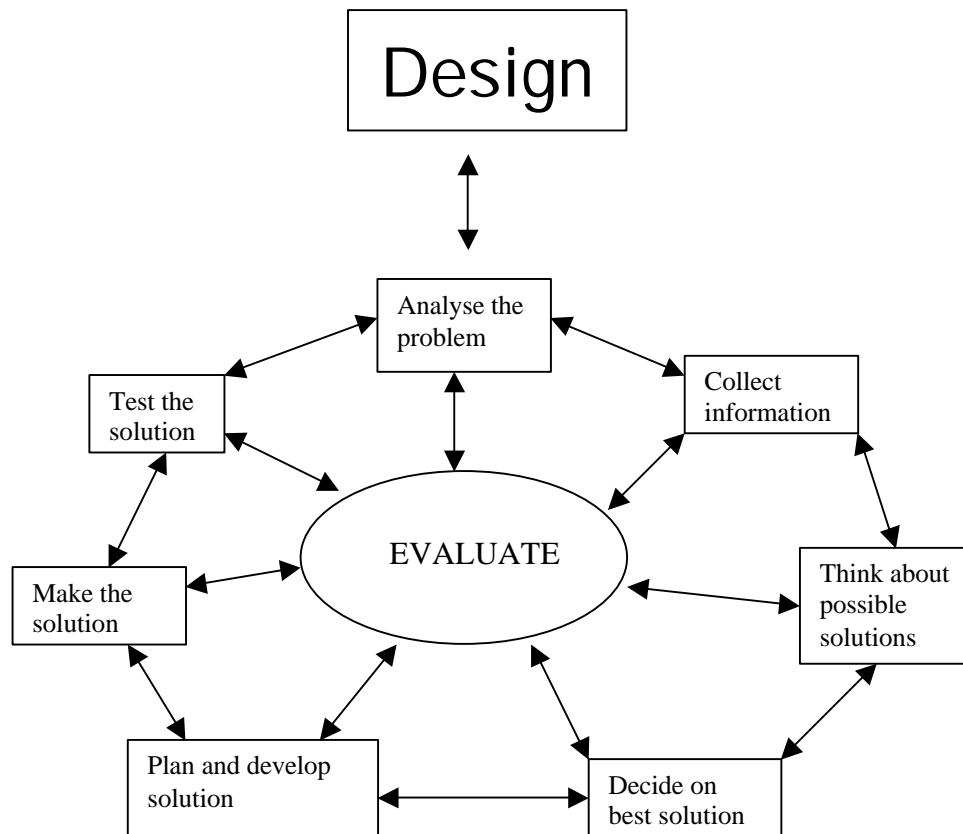 Design
Analyse the
problem
Collect
information
Test the
solution
EVALUATE
Think about
possible
solutions
Make the
solution
Plan and develop
solution
Decide on
best solution